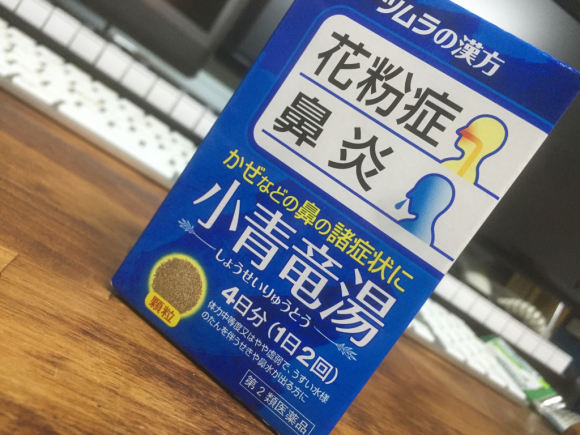 ツムラの漢方
花粉症
鼻炎
かぜなどの鼻の諸症状に
小青竜湯
しょうせいりゅうとう
顆粒
4日分(1日2回)
体力中等度又はやや虚弱で、うすい水様
のたんを伴うせきや鼻水が出る方に
第2類医薬品